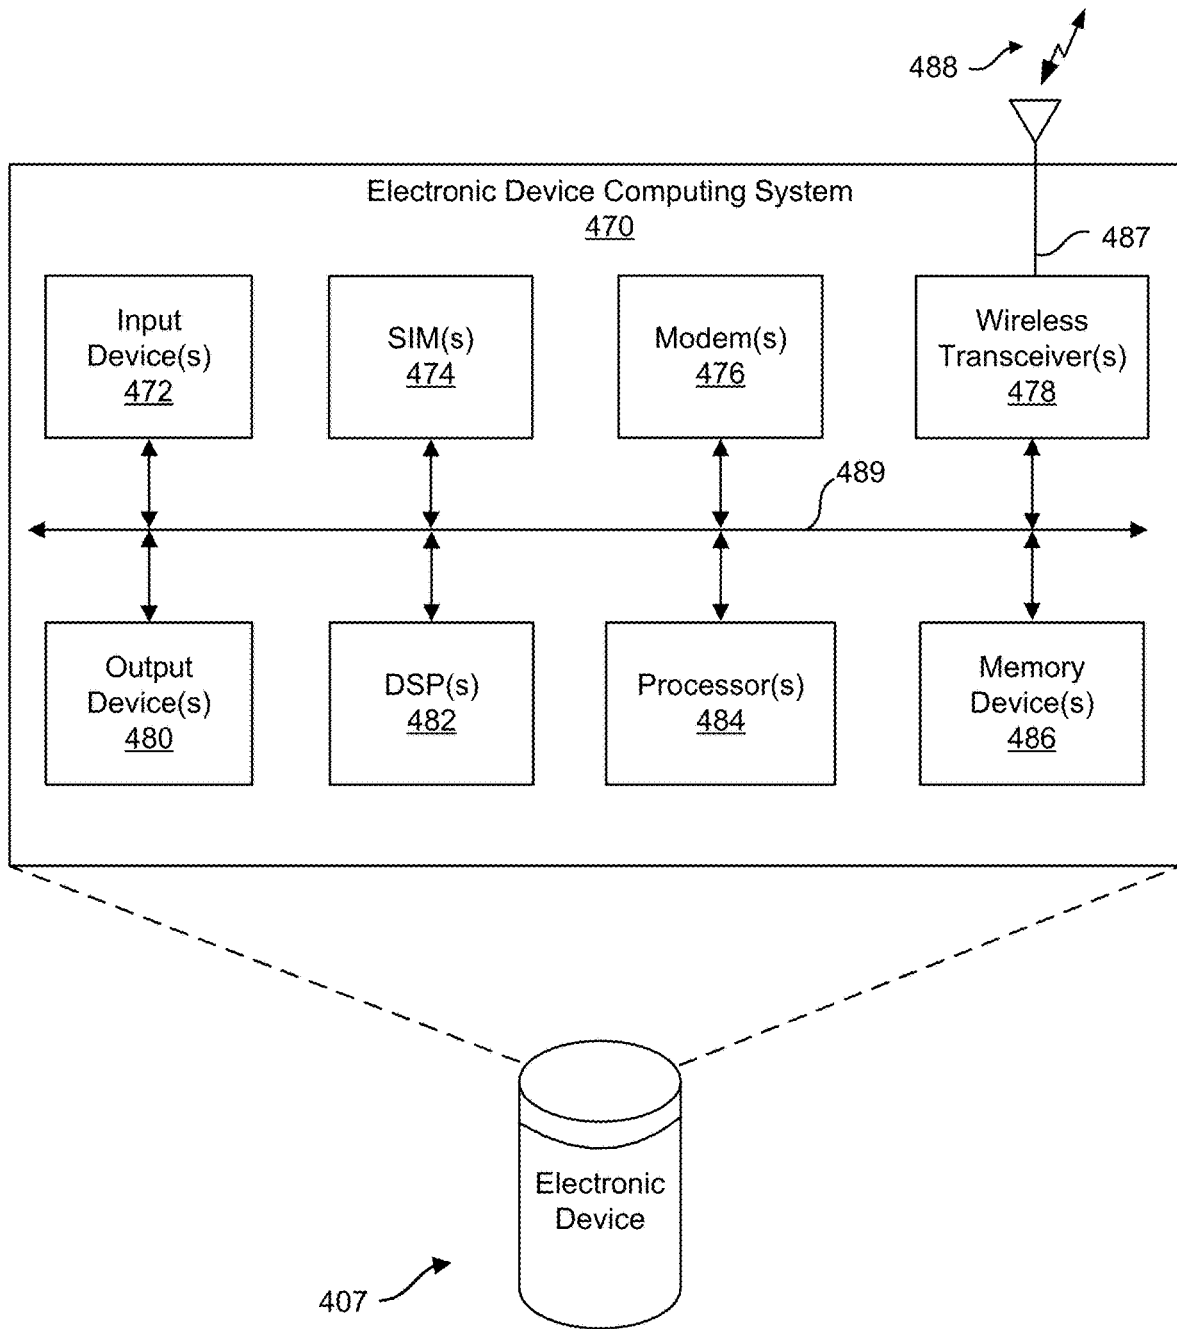 488
Electronic Device Computing System
470
487
Input
Device(s)
472
SIM(s)
474
Modem(s)
476
Wireless
Transceiver(s)
478
489
Output
Device(s)
480
DSP(s)
482
Processor(s)
484
Memory
Device(s)
486
Electronic
Device
407